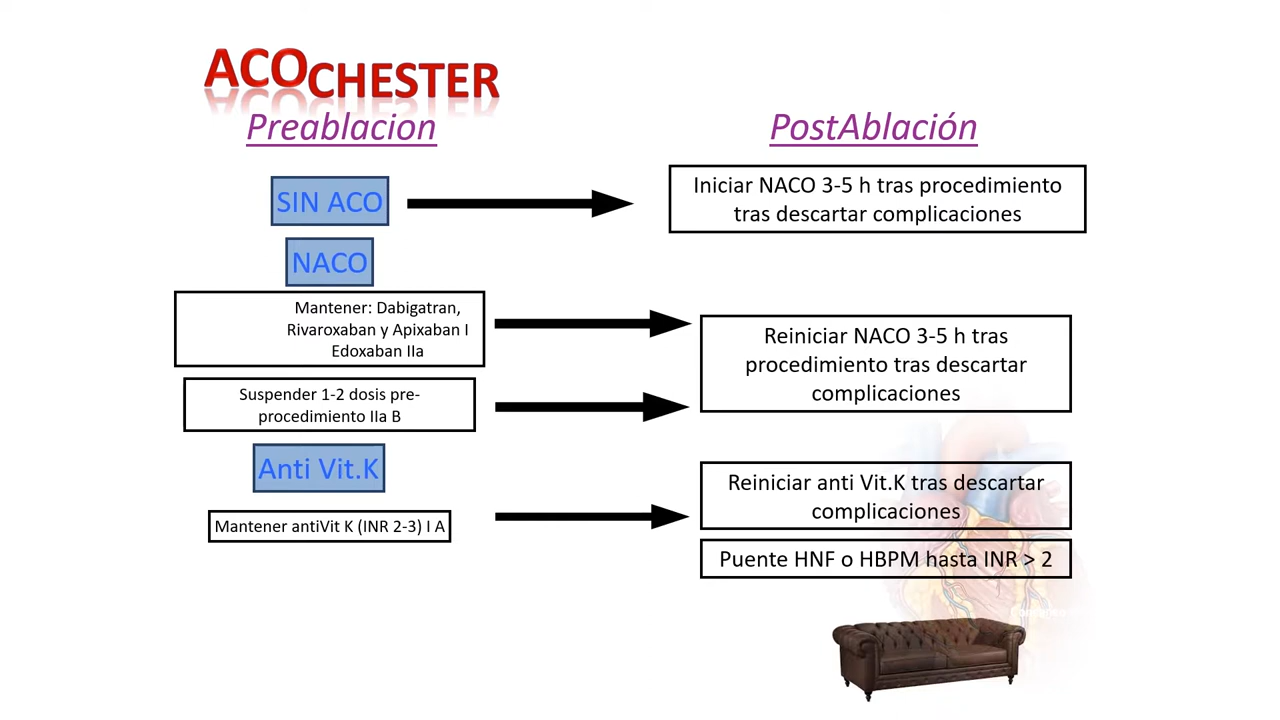 ACOCHESTER
Preablacion
PostAblación
SIN ACO
Iniciar NACO 3-5 h tras procedimiento
tras descartar complicaciones
NACO
Mantener: Dabigatran,
Rivaroxaban y Apixaban I
Edoxaban IIa
Suspender 1-2 dosis pre-
procedimiento IIa B
Reiniciar NACO 3-5 h tras
procedimiento tras descartar
complicaciones
Anti Vit.K
Mantener antiVit K (INR 2-3) I A
Reiniciar anti Vit.K tras descartar
complicaciones
Puente HNF o HBPM hasta INR > 2